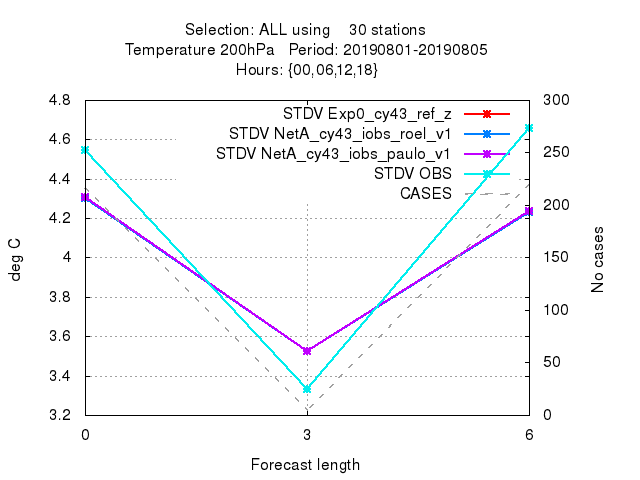 Selection: ALL using 30 stations
Temperature 200hPa Period: 20190801-20190805
Hours: {00,06,12,18}
STDV Exp0_cy43_ref_z
STDV NetA_cy43_iobs_roel_v1
STDV NetA_cy43_iobs_paulo_v1
STDV OBS
CASES
deg C
4.8
4.6
4.4
4.2
4
3.8
3.6
3.4
3.2
300
250
200
150
100
50
0
No cases
0 3 6
Forecast length